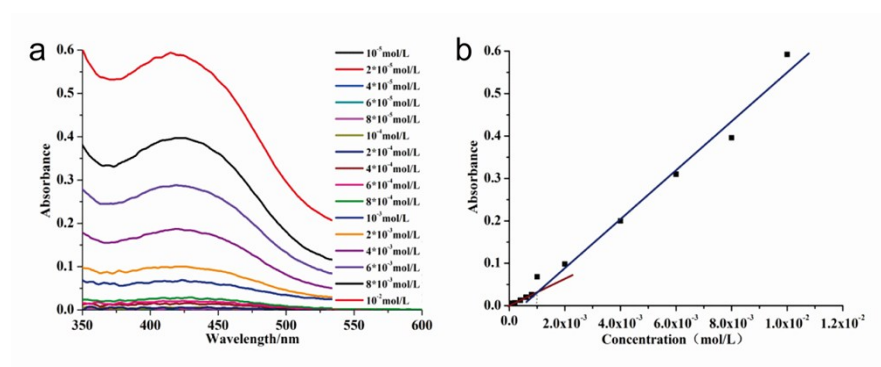 a
0.6
0.5
0.4
0.3
0.2
0.1
0.0
Absorbance
350 400 450 500 550 600
Wavelength/nm
10⁻⁵mol/L
2*10⁻⁵mol/L
4*10⁻⁵mol/L
6*10⁻⁵mol/L
8*10⁻⁵mol/L
10⁻⁴mol/L
2*10⁻⁴mol/L
4*10⁻⁴mol/L
6*10⁻⁴mol/L
8*10⁻⁴mol/L
10⁻³mol/L
2*10⁻³mol/L
4*10⁻³mol/L
6*10⁻³mol/L
8*10⁻³mol/L
10⁻²mol/L
b
0.6
0.5
0.4
0.3
0.2
0.1
0.0
Absorbance
0.0 2.0x10⁻³ 4.0x10⁻³ 6.0x10⁻³ 8.0x10⁻³ 1.0x10⁻² 1.2x10⁻²
Concentration（mol/L）